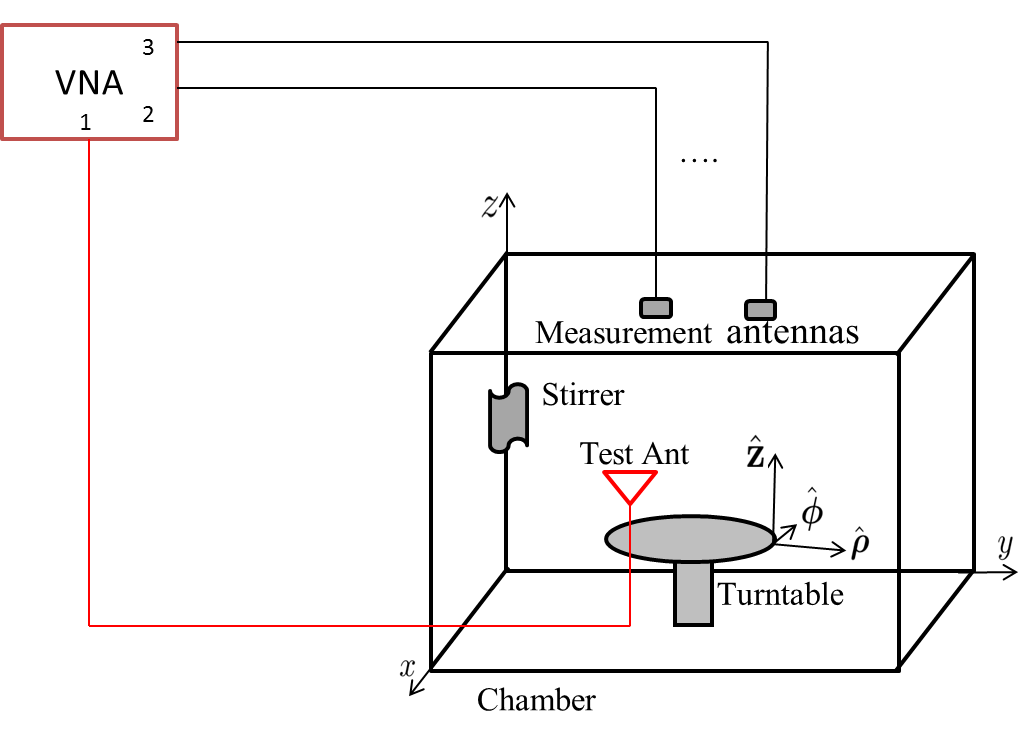 3
VNA
2
1
....
z
Measurement antennas
Stirrer
Test Ant
ẑ
ϕ̂
ρ̂
y
Turntable
x
Chamber